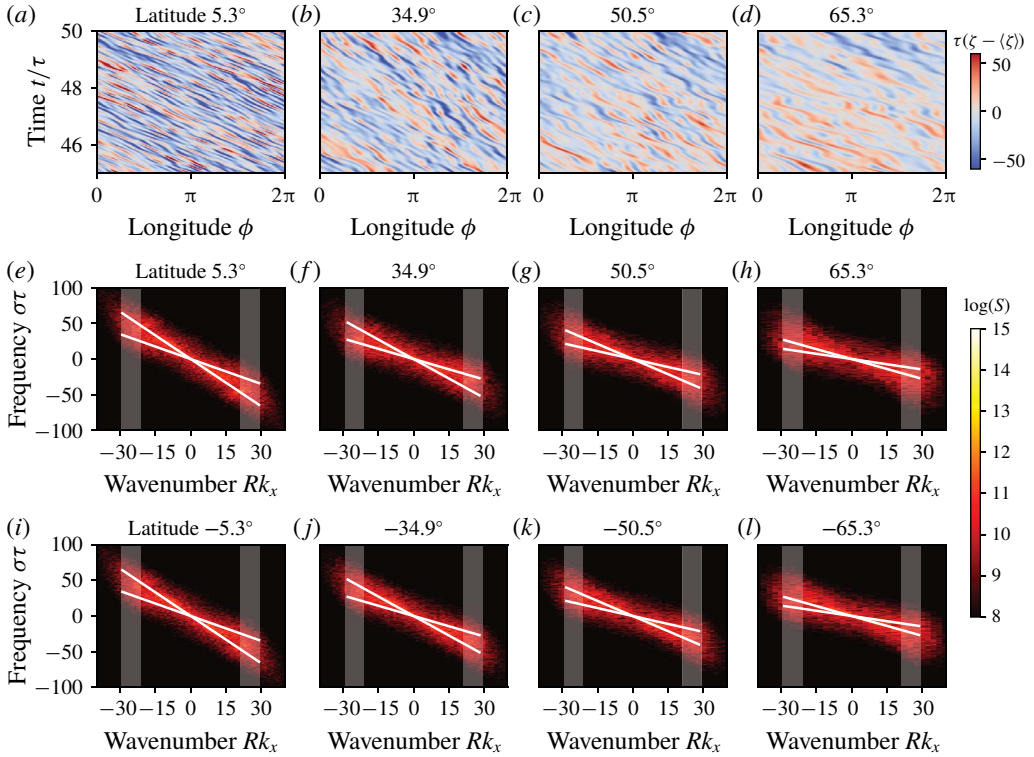 (a) Latitude 5.3° (b) 34.9° (c) 50.5° (d) 65.3°
τ(ζ − ⟨ζ⟩)
Time t/τ
50
48
46
50
0
−50
0 π 2π 0 π 2π 0 π 2π 0 π 2π
Longitude ϕ Longitude ϕ Longitude ϕ Longitude ϕ
(e) Latitude 5.3° (f) 34.9° (g) 50.5° (h) 65.3°
Frequency στ
100
50
0
−50
−100
−30 −15 0 15 30 −30 −15 0 15 30 −30 −15 0 15 30 −30 −15 0 15 30
Wavenumber Rkₓ Wavenumber Rkₓ Wavenumber Rkₓ Wavenumber Rkₓ
log(S)
15
14
13
12
11
10
9
8
(i) Latitude −5.3° (j) −34.9° (k) −50.5° (l) −65.3°
Frequency στ
100
50
0
−50
−100
−30 −15 0 15 30 −30 −15 0 15 30 −30 −15 0 15 30 −30 −15 0 15 30
Wavenumber Rkₓ Wavenumber Rkₓ Wavenumber Rkₓ Wavenumber Rkₓ